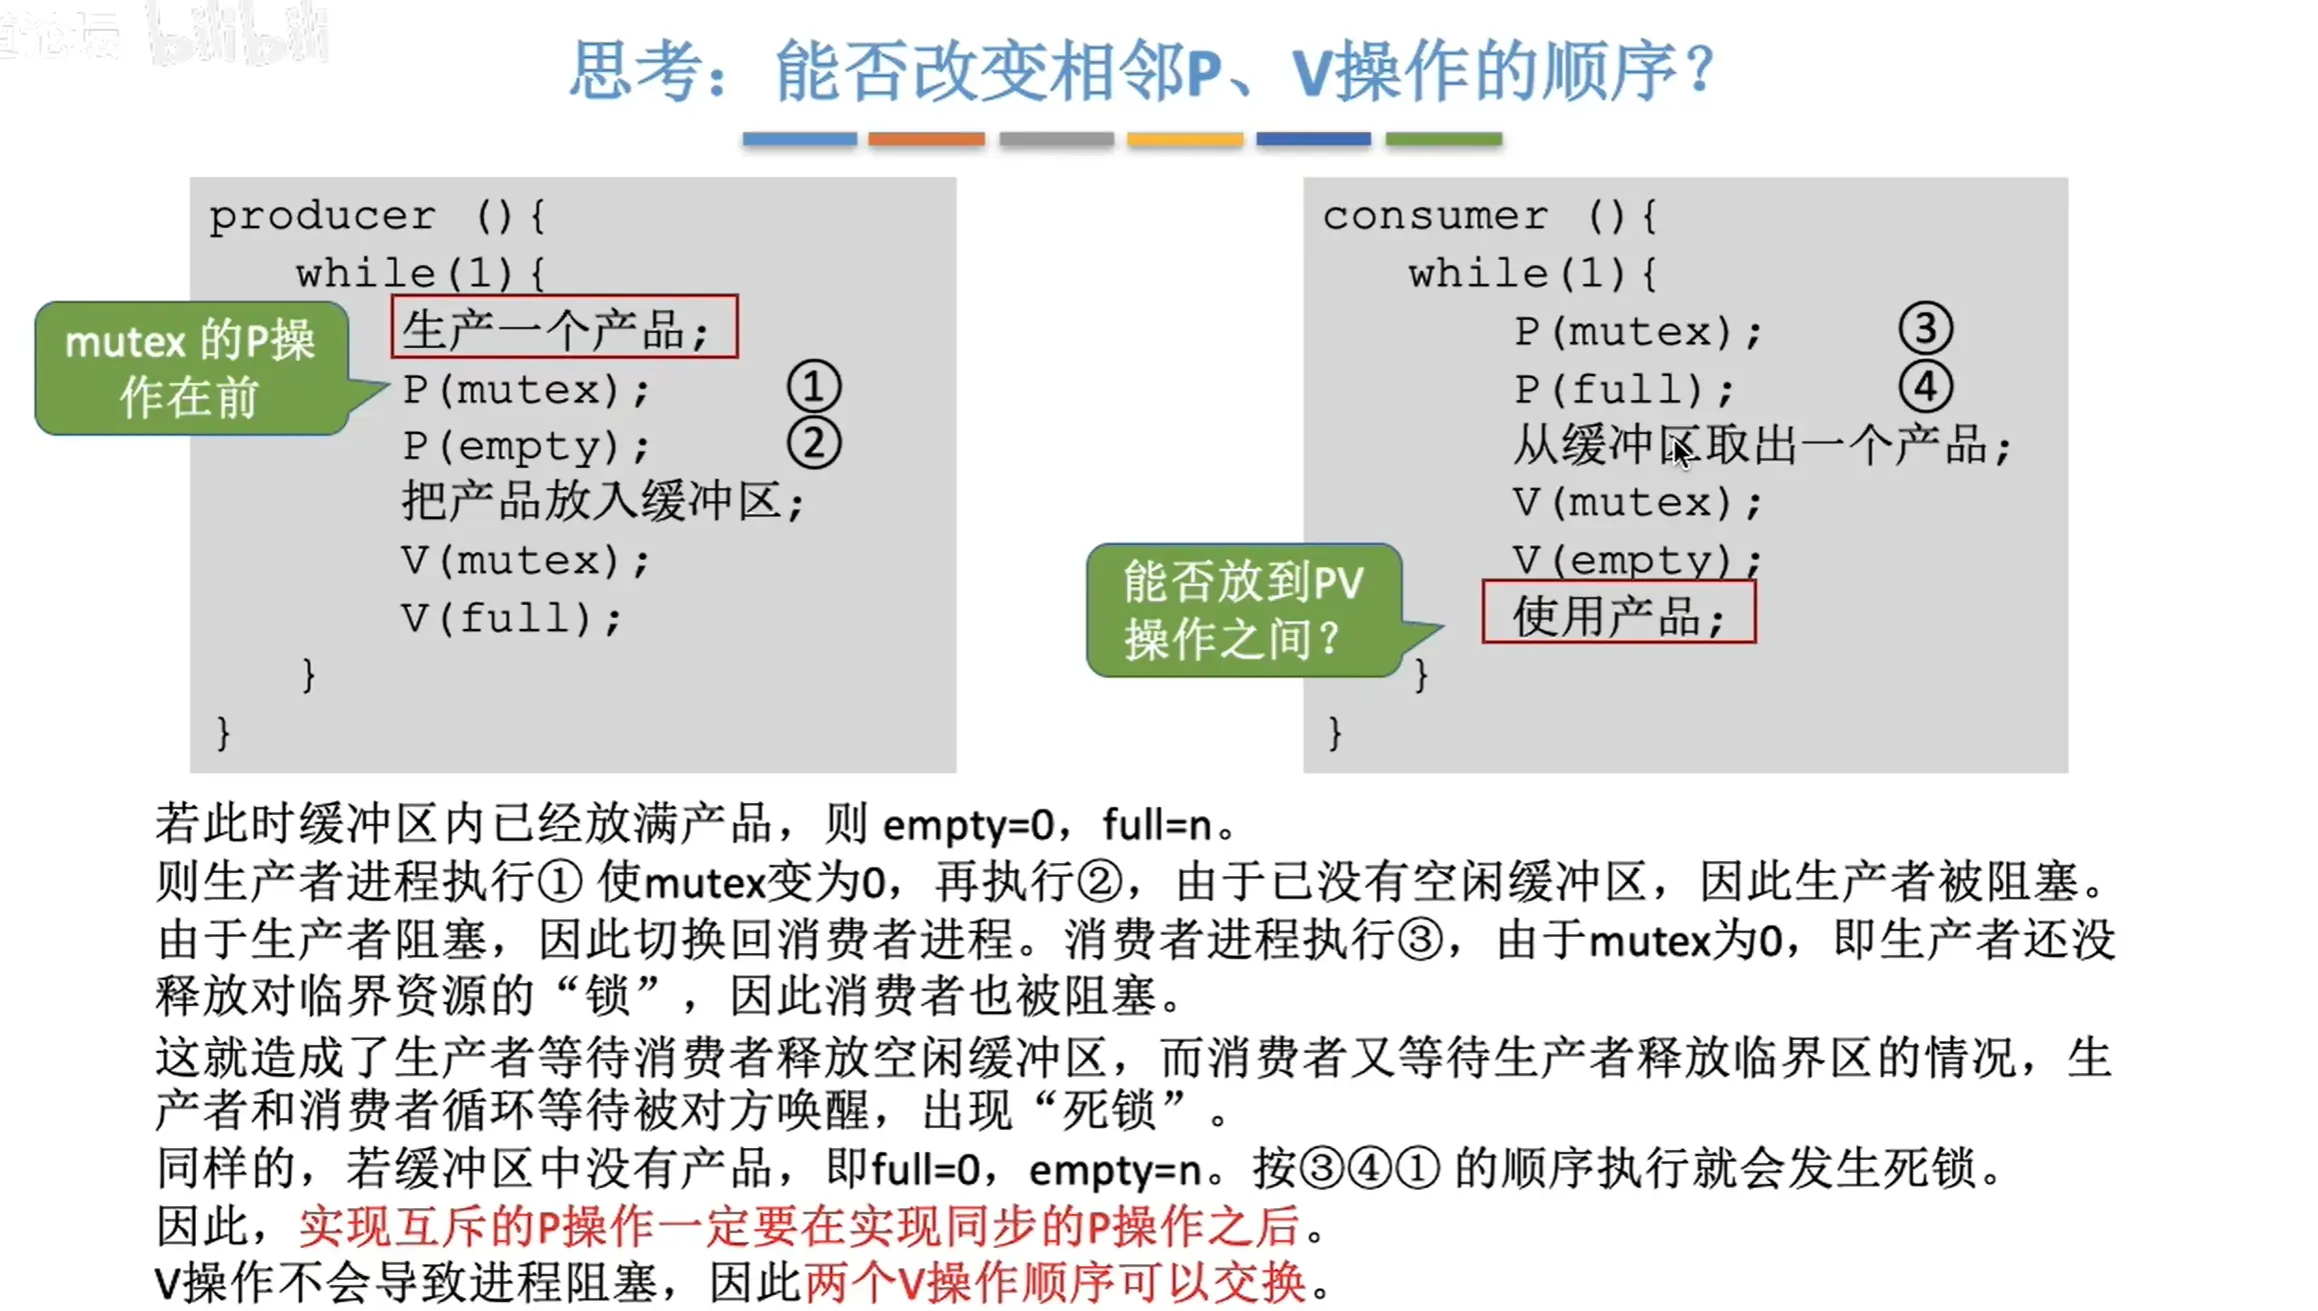 道论坛 bilibili
思考：能否改变相邻P、V操作的顺序？
producer (){
while(1){
生产一个产品;
P(mutex); ①
P(empty); ②
把产品放入缓冲区;
V(mutex);
V(full);
}
}
mutex 的P操
作在前
consumer (){
while(1){
P(mutex); ③
P(full); ④
从缓冲区取出一个产品;
V(mutex);
V(empty);
使用产品;
}
}
能否放到PV
操作之间？
若此时缓冲区内已经放满产品，则 empty=0，full=n。
则生产者进程执行① 使mutex变为0，再执行②，由于已没有空闲缓冲区，因此生产者被阻塞。
由于生产者阻塞，因此切换回消费者进程。消费者进程执行③，由于mutex为0，即生产者还没
释放对临界资源的“锁”，因此消费者也被阻塞。
这就造成了生产者等待消费者释放空闲缓冲区，而消费者又等待生产者释放临界区的情况，生
产者和消费者循环等待被对方唤醒，出现“死锁”。
同样的，若缓冲区中没有产品，即full=0，empty=n。按③④① 的顺序执行就会发生死锁。
因此，实现互斥的P操作一定要在实现同步的P操作之后。
V操作不会导致进程阻塞，因此两个V操作顺序可以交换。